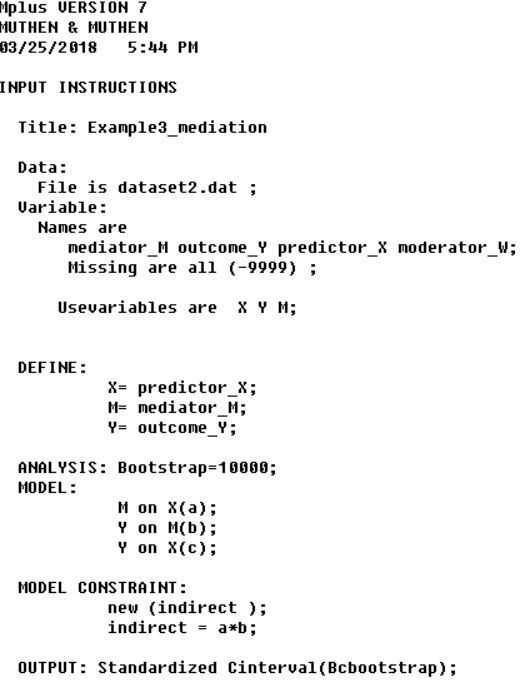 Mplus VERSION 7
MUTHEN & MUTHEN
03/25/2018   5:44 PM
INPUT INSTRUCTIONS
Title: Example3_mediation
Data:
File is dataset2.dat ;
Variable:
Names are
mediator_M outcome_Y predictor_X moderator_W;
Missing are all (-9999) ;
Usevariables are  X Y M;
DEFINE:
X= predictor_X;
M= mediator_M;
Y= outcome_Y;
ANALYSIS: Bootstrap=10000;
MODEL:
M on X(a);
Y on M(b);
Y on X(c);
MODEL CONSTRAINT:
new (indirect );
indirect = a*b;
OUTPUT: Standardized Cinterval(Bcbootstrap);